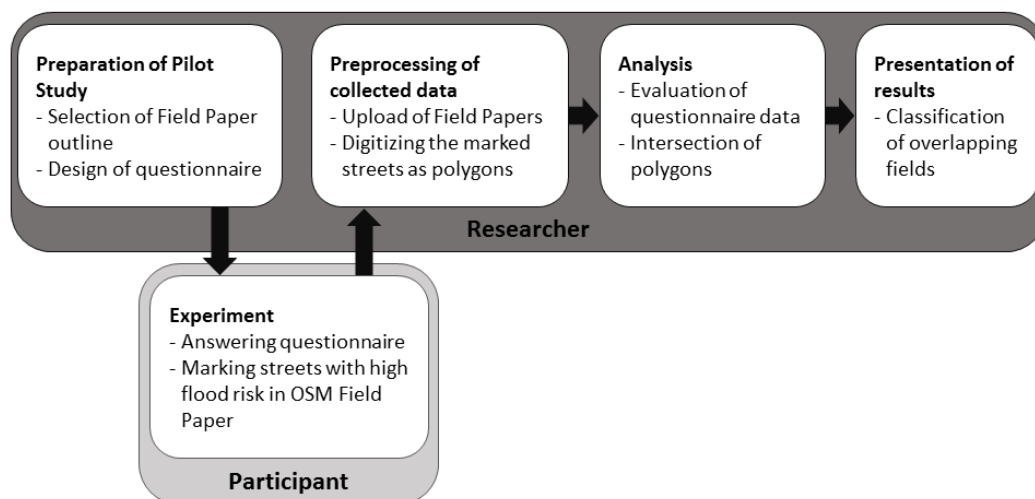 Preparation of Pilot
Study
- Selection of Field Paper
outline
- Design of questionnaire
Preprocessing of
collected data
- Upload of Field Papers
- Digitizing the marked
streets as polygons
Analysis
- Evaluation of
questionnaire data
- Intersection of
polygons
Presentation of
results
- Classification
of overlapping
fields
Researcher
Experiment
- Answering questionnaire
- Marking streets with high
flood risk in OSM Field
Paper
Participant